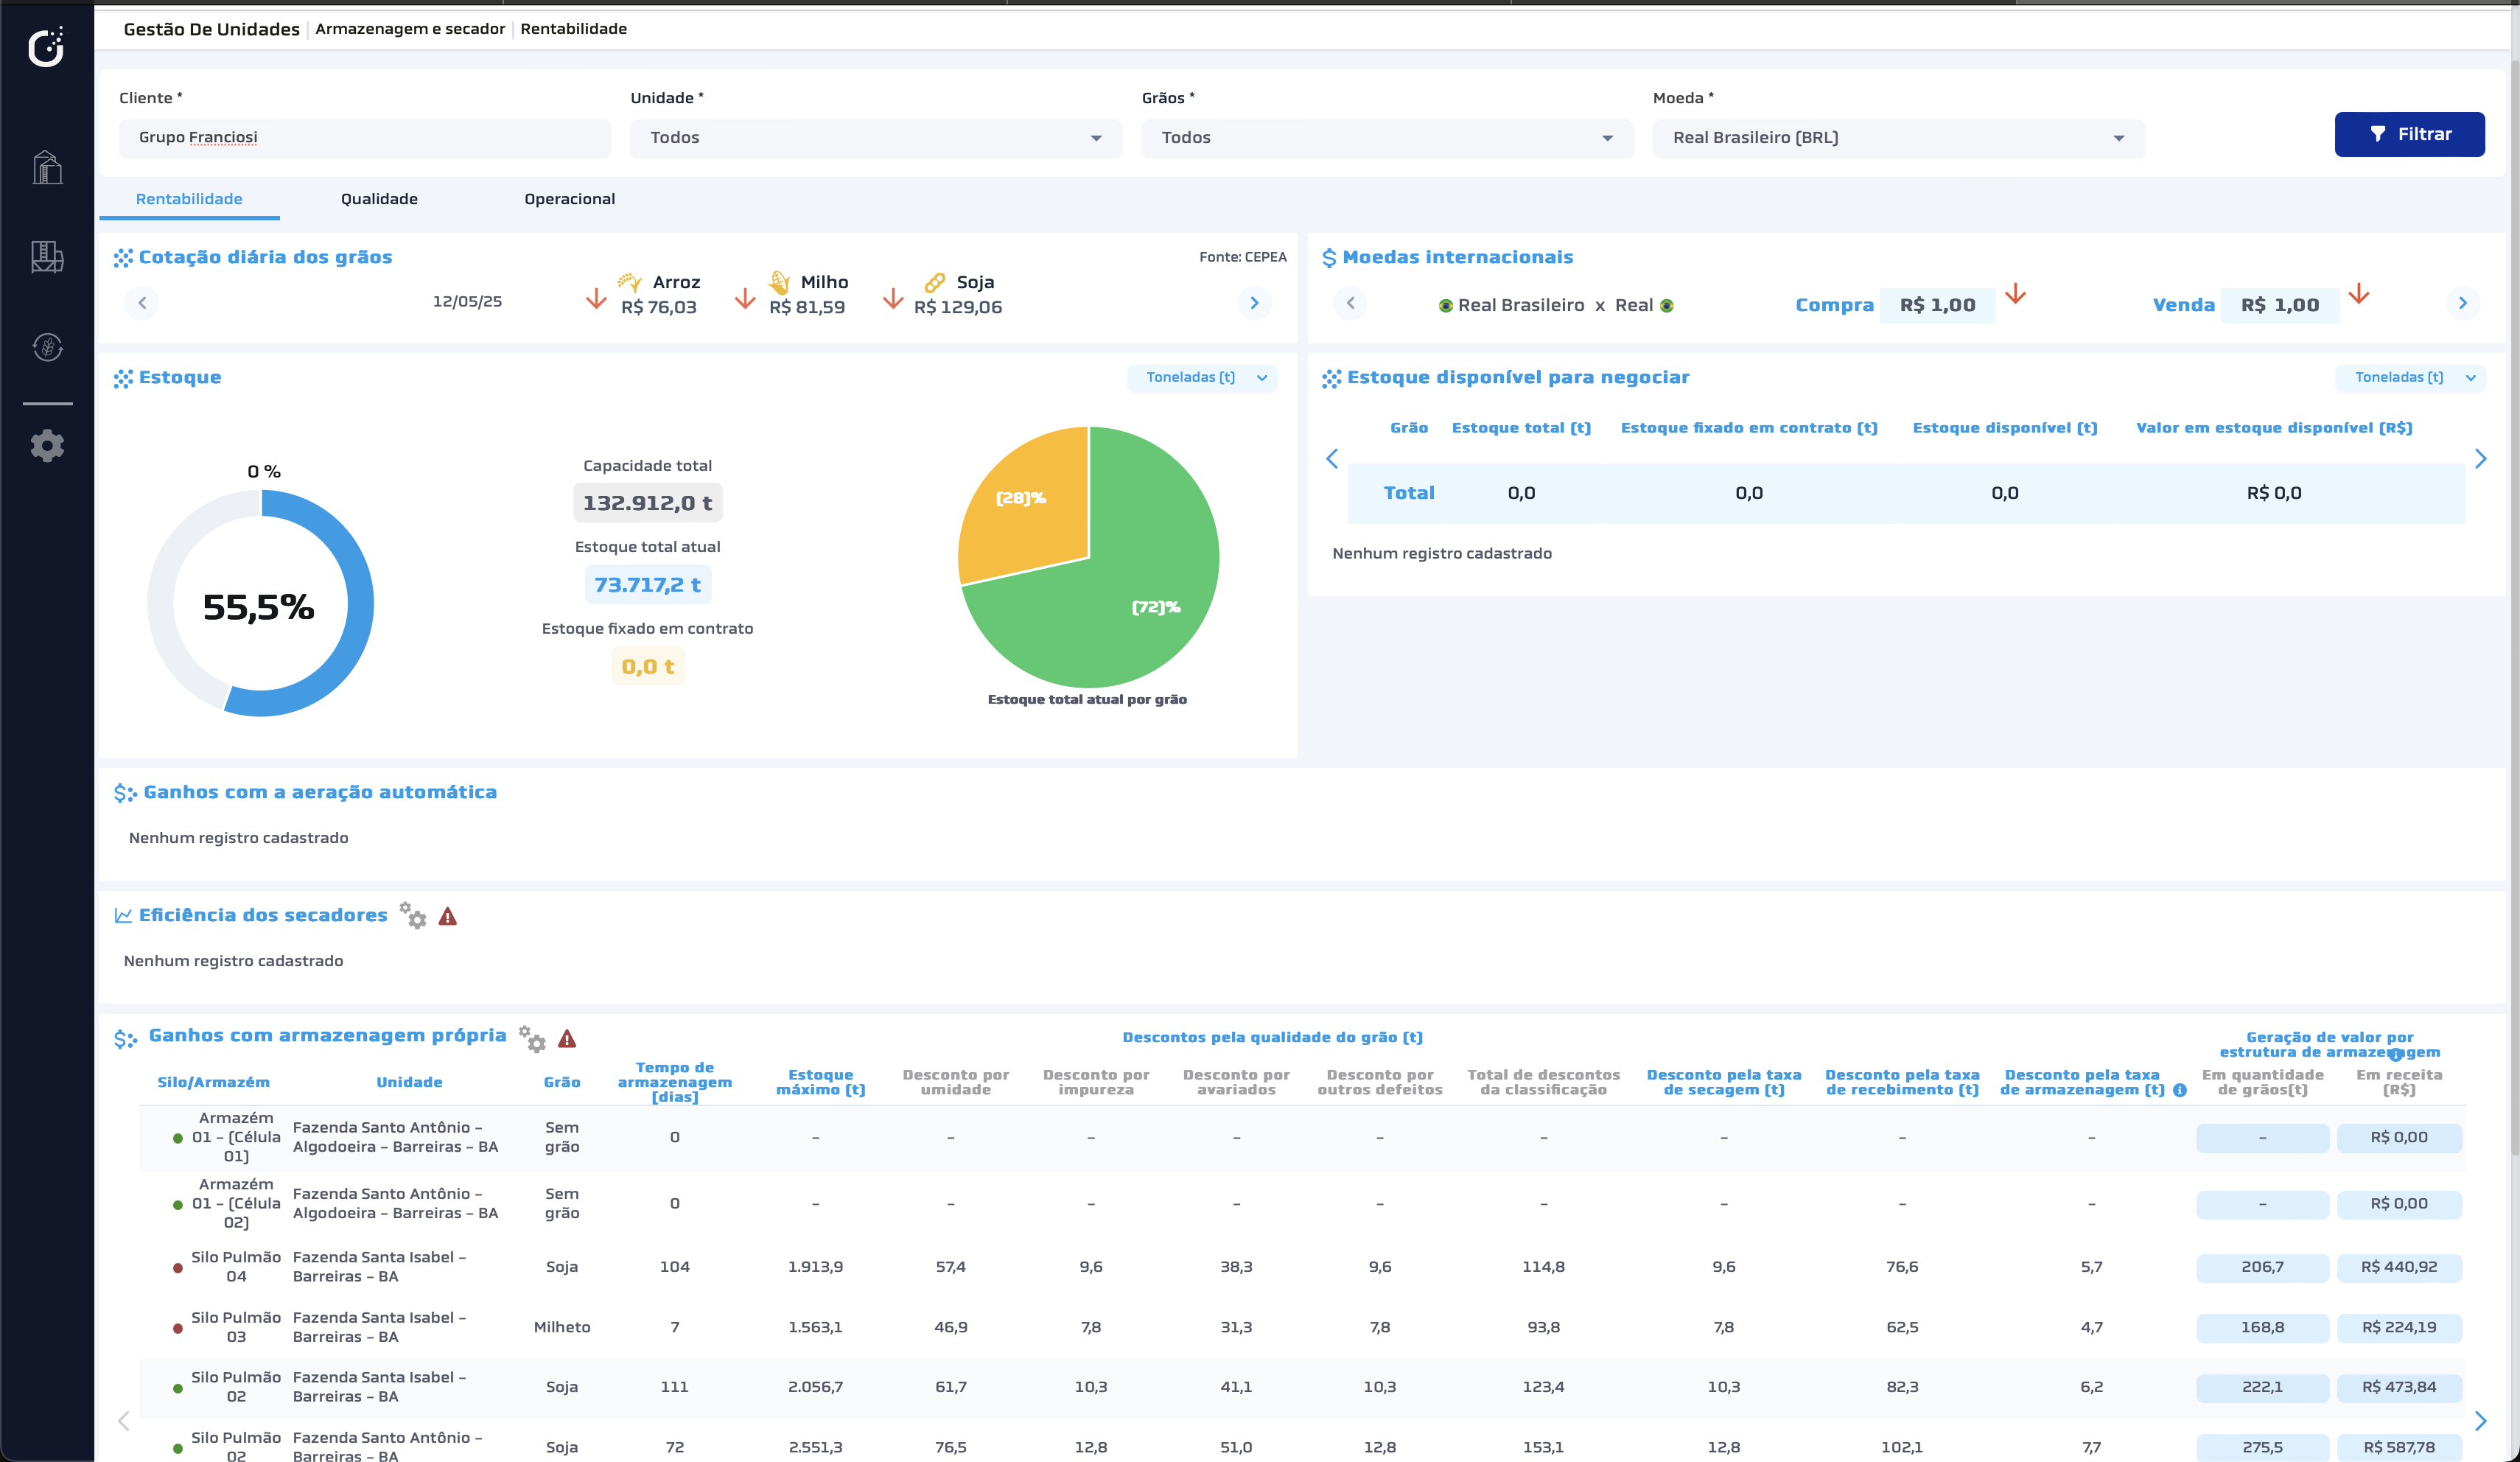 Gestão De Unidades | Armazenagem e secador | Rentabilidade
Cliente * Unidade * Grãos * Moeda *
Grupo Franciosi Todos Todos Real Brasileiro (BRL) Filtrar
Rentabilidade Qualidade Operacional
Cotação diária dos grãos Fonte: CEPEA
12/05/25
Arroz Milho Soja
R$ 76,03 R$ 81,59 R$ 129,06
Moedas internacionais
Real Brasileiro x Real Compra R$ 1,00 Venda R$ 1,00
Estoque Toneladas (t)
0 %
55,5%
Capacidade total
132.912,0 t
Estoque total atual
73.717,2 t
Estoque fixado em contrato
0,0 t
(28)%
(72)%
Estoque total atual por grão
Estoque disponível para negociar Toneladas (t)
Grão Estoque total (t) Estoque fixado em contrato (t) Estoque disponível (t) Valor em estoque disponível (R$)
Total 0,0 0,0 0,0 R$ 0,0
Nenhum registro cadastrado
Ganhos com a aeração automática
Nenhum registro cadastrado
Eficiência dos secadores
Nenhum registro cadastrado
Ganhos com armazenagem própria
Descontos pela qualidade do grão (t)
Geração de valor por
estrutura de armazenagem
Silo/Armazém
Unidade
Grão
Tempo de
armazenagem
(dias)
Estoque
máximo (t)
Desconto por
umidade
Desconto por
impureza
Desconto por
avariados
Desconto por
outros defeitos
Total de descontos
da classificação
Desconto pela taxa
de secagem (t)
Desconto pela taxa
de recebimento (t)
Desconto pela taxa
de armazenagem (t)
Em quantidade
de grãos(t)
Em receita
(R$)
Armazém
01 - (Célula
01)
Fazenda Santo Antônio -
Algodoeira - Barreiras - BA
Sem
grão
0 - - - - - - - - - - R$ 0,00
Armazém
01 - (Célula
02)
Fazenda Santo Antônio -
Algodoeira - Barreiras - BA
Sem
grão
0 - - - - - - - - - - R$ 0,00
Silo Pulmão
04
Fazenda Santa Isabel -
Barreiras - BA
Soja 104 1.913,9 57,4 9,6 38,3 9,6 114,8 9,6 76,6 5,7 206,7 R$ 440,92
Silo Pulmão
03
Fazenda Santa Isabel -
Barreiras - BA
Milheto 7 1.563,1 46,9 7,8 31,3 7,8 93,8 7,8 62,5 4,7 168,8 R$ 224,19
Silo Pulmão
02
Fazenda Santa Isabel -
Barreiras - BA
Soja 111 2.056,7 61,7 10,3 41,1 10,3 123,4 10,3 82,3 6,2 222,1 R$ 473,84
Silo Pulmão
02
Fazenda Santo Antônio -
Barreiras - BA
Soja 72 2.551,3 76,5 12,8 51,0 12,8 153,1 12,8 102,1 7,7 275,5 R$ 587,78